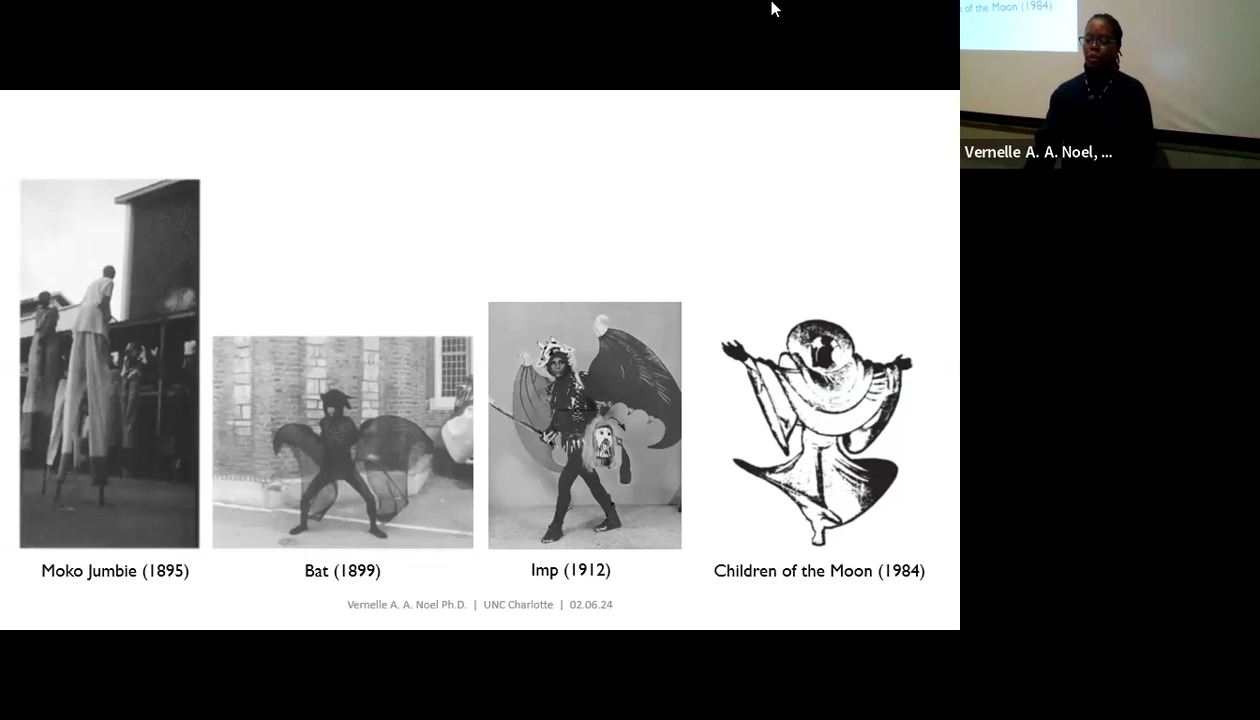 of the Moon (1984)
Vernelle A. A. Noel, ...
Moko Jumbie (1895)
Bat (1899)
Imp (1912)
Children of the Moon (1984)
Vernelle A. A. Noel Ph.D. | UNC Charlotte | 02.06.24